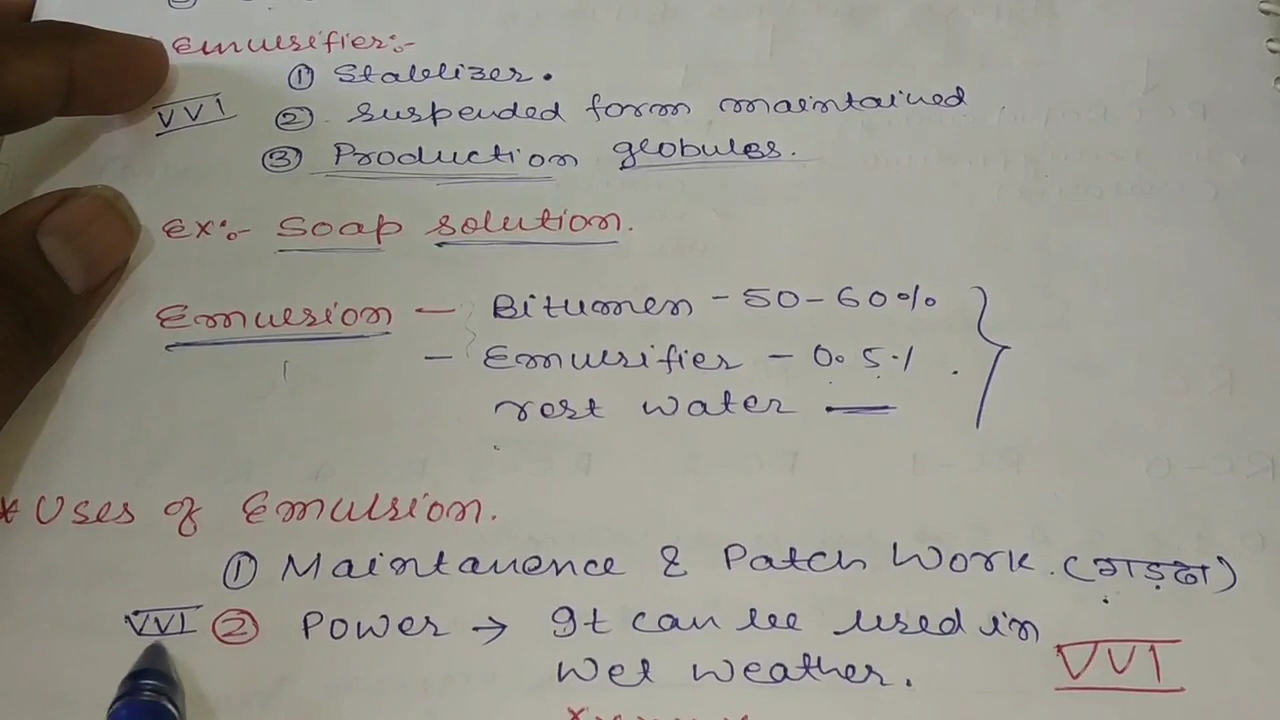 Emulsifier:-
① Stabilizer.
VVI ② suspended form maintained
③ Production globules.
Ex:- Soap solution.
Emulsion — Bitumen - 50-60%
— Emulsifier - 0.5%
rest water —
* Uses of Emulsion.
① Maintanence & Patch Work. (गड़ढा)
VVI ② Power → It can be used in
wet weather. VVI